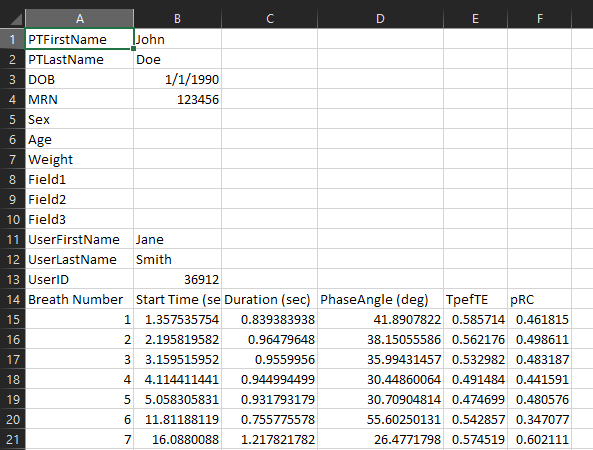 A B C D E F
1 PTFirstName John
2 PTLastName Doe
3 DOB 1/1/1990
4 MRN 123456
5 Sex
6 Age
7 Weight
8 Field1
9 Field2
10 Field3
11 UserFirstName Jane
12 UserLastName Smith
13 UserID 36912
14 Breath Number Start Time (se Duration (sec) PhaseAngle (deg) TpefTE pRC
15 1 1.357535754 0.839383938 41.8907822 0.585714 0.461815
16 2 2.195819582 0.96479648 38.15055586 0.562176 0.498611
17 3 3.159515952 0.9559956 35.99431457 0.532982 0.483187
18 4 4.114411441 0.944994499 30.44860064 0.491484 0.441591
19 5 5.058305831 0.931793179 30.70904814 0.474699 0.480576
20 6 11.81188119 0.755775578 55.60250131 0.542857 0.347077
21 7 16.0880088 1.217821782 26.4771798 0.574519 0.602111